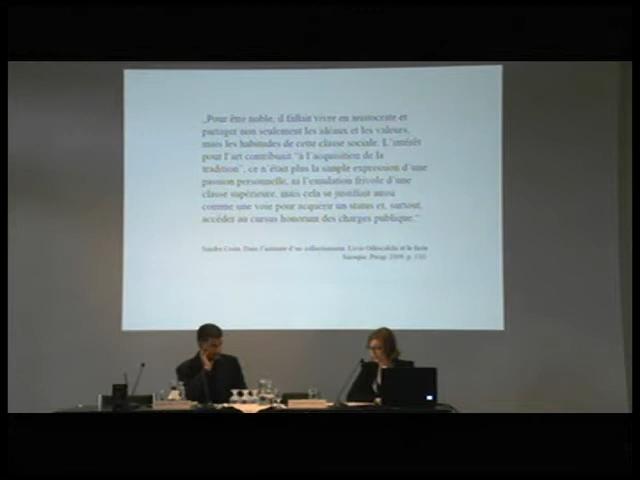 „Pour être noble, il fallait vivre en aristocrate et
partager non seulement les idéaux et les valeurs,
mais les habitudes de cette classe sociale. L'intérêt
pour l'art contribuait "à l'acquisition de la
tradition", ce n'était plus la simple expression d'une
passion personnelle, ni l'émulation frivole d'une
classe supérieure, mais cela se justifiait aussi
comme une voie pour acquérir un status et, surtout,
accéder au cursus honorum des charges publique."
Sandra Costa, Dans l'intimité d'un collectionneur. Livio Odescalchi et le faste
baroque, 2009, p.